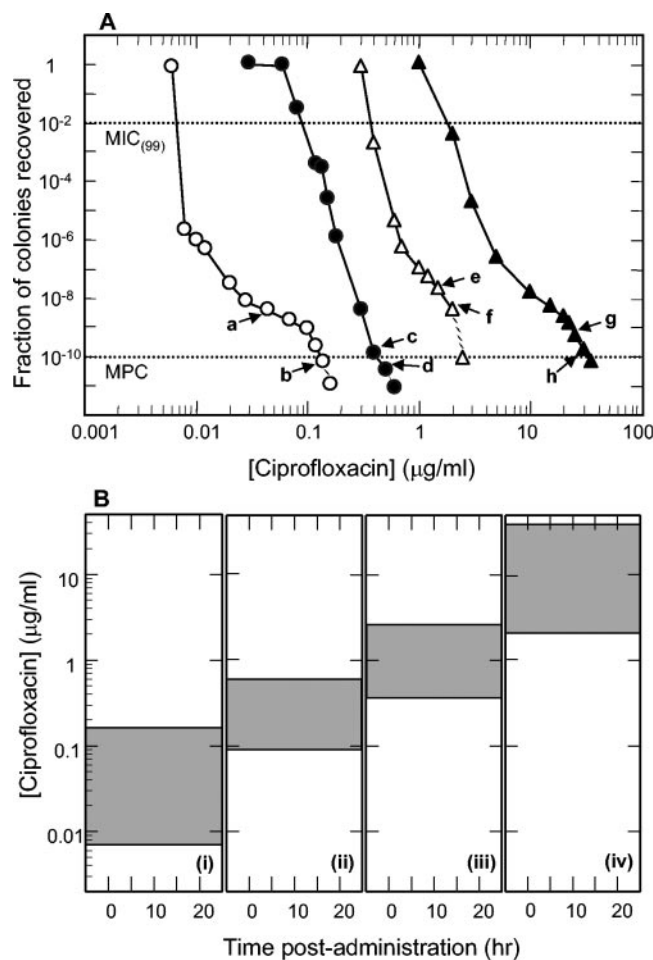 A
Fraction of colonies recovered
1
10-2
10-4
10-6
10-8
10-10
MIC(99)
MPC
a
b
c
d
e
f
g
h
0.001 0.01 0.1 1 10 100
[Ciprofloxacin] (μg/ml)
B
[Ciprofloxacin] (μg/ml)
10
1
0.1
0.01
(i) (ii) (iii) (iv)
0 10 20 0 10 20 0 10 20 0 10 20
Time post-administration (hr)